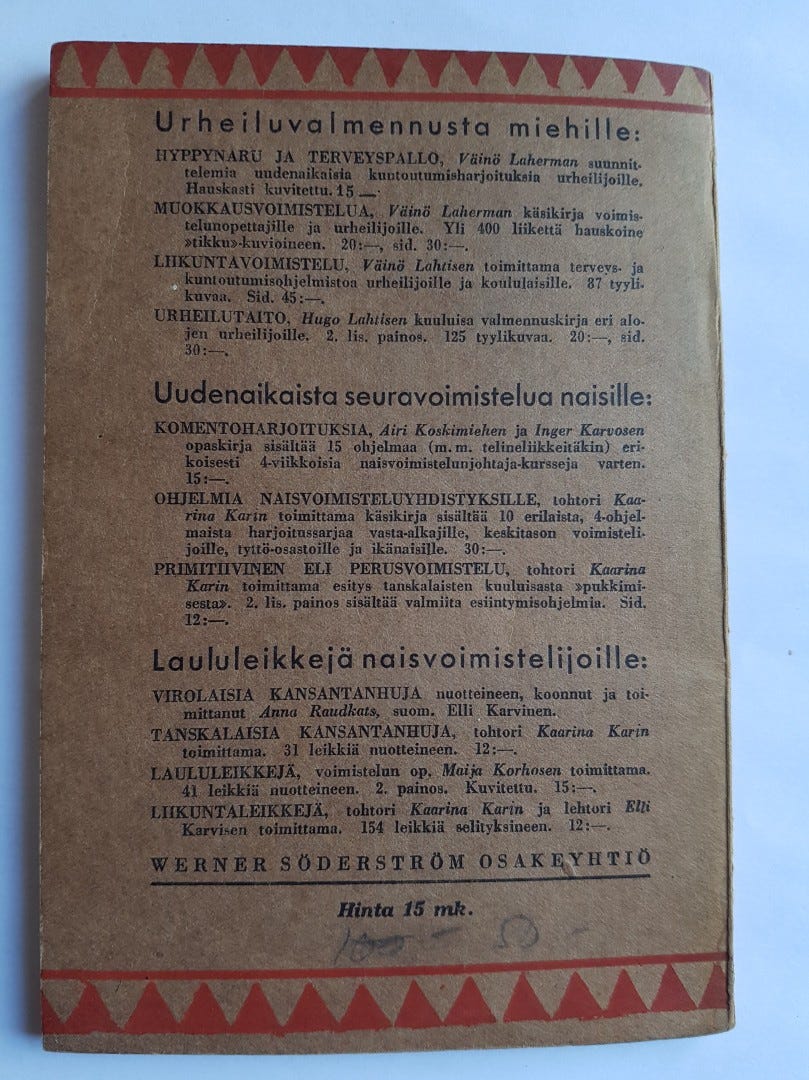 Urheiluvalmennusta miehille:
HYPPYNARU JA TERVEYSPALLO, Väinö Laherman suunnit-
telemia uudenaikaisia kuutoutumisharjoituksia urheilijoille.
Hauskasti kuvitettu. 15 —.
MUOKKAUSVOIMISTELUA, Väinö Laherman käsikirja voimis-
telunopettajille ja urheilijoille. Yli 400 liikettä hauskoine
»tikku»-kuvioineen. 20:—, sid. 30:—.
LIIKUNTAVOIMISTELU, Väinö Lahtisen toimittama terveys- ja
kuntoutumisohjelmistoa urheilijoille ja koululaisille. 87 tyyli-
kuvaa. Sid. 45:—.
URHEILUTAITO, Hugo Lahtisen kuuluisa valmennuskirja eri alo-
jen urheilijoille. 2. lis. painos. 125 tyylikuvaa. 20:—, sid.
30:—.
Uudenaikaista seuravoimistelua naisille:
KOMENTOHARJOITUKSIA, Airi Koskimiehen ja Inger Karvosen
opaskirja sisältää 15 ohjelmaa (m. m. telineliikkeitäkin) eri-
koisesti 4-viikkoisia naisvoimistelunjohtaja-kursseja varten.
15:—.
OHJELMIA NAISVOIMISTELUYHDISTYKSILLE, tohtori Kaa-
rina Karin toimittama käsikirja sisältää 10 erilaista, 4-ohjel-
maista harjoitussarjaa vasta-alkajille, keskitason voimisteli-
joille, tyttö-osastoille ja ikänaisille. 30:—.
PRIMITIIVINEN ELI PERUSVOIMISTELU, tohtori Kaarina
Karin toimittama esitys tanskalaisten kuuluisasta »pukkimi-
sesta». 2. lis. painos sisältää valmiita esiintymisohjelmia. Sid.
12:—.
Laululeikkejä naisvoimistelijoille:
VIROLAISIA KANSANTANHUJA nuotteineen, koonnut ja toi-
mittanut Anna Raudkats, suom. Elli Karvinen.
TANSKALAISIA KANSANTANHUJA, tohtori Kaarina Karin
toimittama. 31 leikkiä nuotteineen. 12:—.
LAULULEIKKEJÄ, voimistelun op. Maija Korhosen toimittama.
41 leikkiä nuotteineen. 2. painos. Kuvitettu. 15:—.
LIIKUNTALEIKKEJÄ, tohtori Kaarina Karin ja lehtori Elli
Karvisen toimittama. 154 leikkiä selityksineen. 12:—.
WERNER SÖDERSTRÖM OSAKEYHTIÖ
Hinta 15 mk.